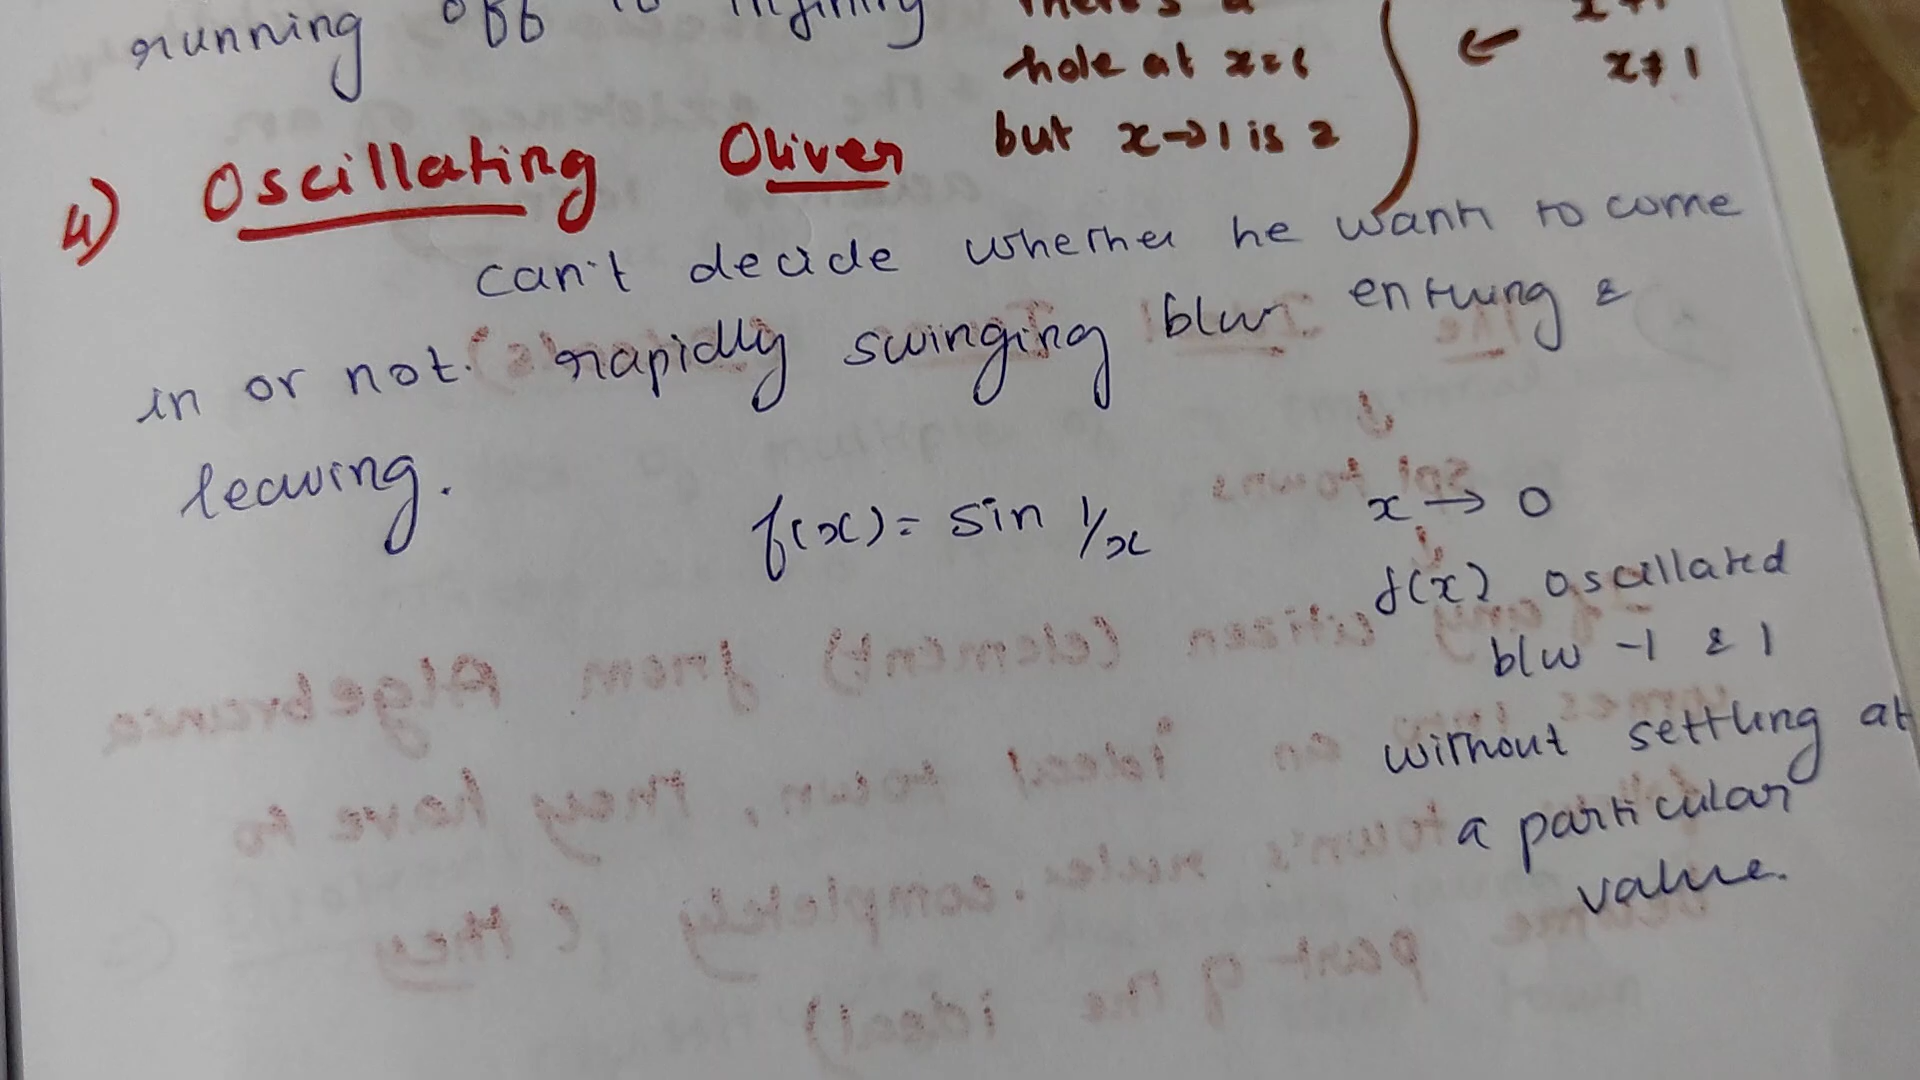 running off to infinity
there's a
hole at x=1
but x→1 is 2
←
x≠1
4) Oscillating Oliver
can't decide whether he wants to come
in or not. rapidly swinging b/w entering &
leaving.
f(x) = sin 1/x
x → 0
f(x) oscillated
b/w -1 & 1
without settling at
a particular
value.